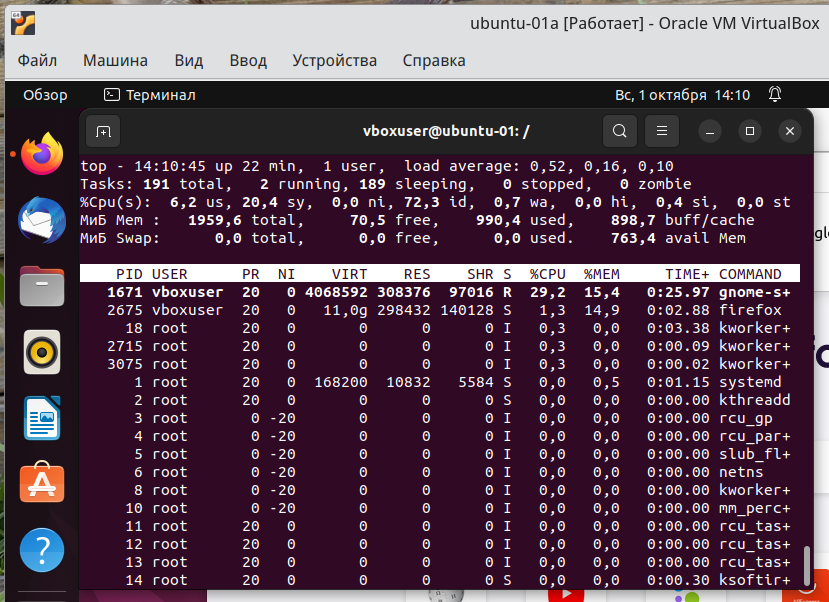 ubuntu-01a [Работает] - Oracle VM VirtualBox
Файл Машина Вид Ввод Устройства Справка
Обзор Терминал Вс, 1 октября 14:10
vboxuser@ubuntu-01: /
top - 14:10:45 up 22 min, 1 user, load average: 0,52, 0,16, 0,10
Tasks: 191 total, 2 running, 189 sleeping, 0 stopped, 0 zombie
%Cpu(s): 6,2 us, 20,4 sy, 0,0 ni, 72,3 id, 0,7 wa, 0,0 hi, 0,4 si, 0,0 st
МиБ Mem : 1959,6 total, 70,5 free, 990,4 used, 898,7 buff/cache
МиБ Swap: 0,0 total, 0,0 free, 0,0 used. 763,4 avail Mem
PID USER PR NI VIRT RES SHR S %CPU %MEM TIME+ COMMAND
1671 vboxuser 20 0 4068592 308376 97016 R 29,2 15,4 0:25.97 gnome-s+
2675 vboxuser 20 0 11,0g 298432 140128 S 1,3 14,9 0:02.88 firefox
18 root 20 0 0 0 0 I 0,3 0,0 0:03.38 kworker+
2715 root 20 0 0 0 0 I 0,3 0,0 0:00.09 kworker+
3075 root 20 0 0 0 0 I 0,3 0,0 0:00.02 kworker+
1 root 20 0 168200 10832 5584 S 0,0 0,5 0:01.15 systemd
2 root 20 0 0 0 0 S 0,0 0,0 0:00.00 kthreadd
3 root 0 -20 0 0 0 I 0,0 0,0 0:00.00 rcu_gp
4 root 0 -20 0 0 0 I 0,0 0,0 0:00.00 rcu_par+
5 root 0 -20 0 0 0 I 0,0 0,0 0:00.00 slub_fl+
6 root 0 -20 0 0 0 I 0,0 0,0 0:00.00 netns
8 root 0 -20 0 0 0 I 0,0 0,0 0:00.00 kworker+
10 root 0 -20 0 0 0 I 0,0 0,0 0:00.00 mm_perc+
11 root 20 0 0 0 0 I 0,0 0,0 0:00.00 rcu_tas+
12 root 20 0 0 0 0 I 0,0 0,0 0:00.00 rcu_tas+
13 root 20 0 0 0 0 I 0,0 0,0 0:00.00 rcu_tas+
14 root 20 0 0 0 0 S 0,0 0,0 0:00.30 ksoftir+